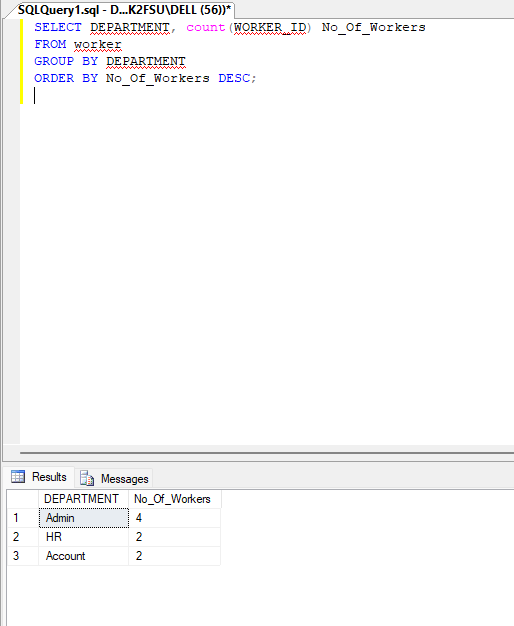 SQLQuery1.sql - D...K2FSU\DELL (56))*
SELECT DEPARTMENT, count(WORKER_ID) No_Of_Workers
FROM worker
GROUP BY DEPARTMENT
ORDER BY No_Of_Workers DESC;
Results Messages
DEPARTMENT No_Of_Workers
1 Admin 4
2 HR 2
3 Account 2